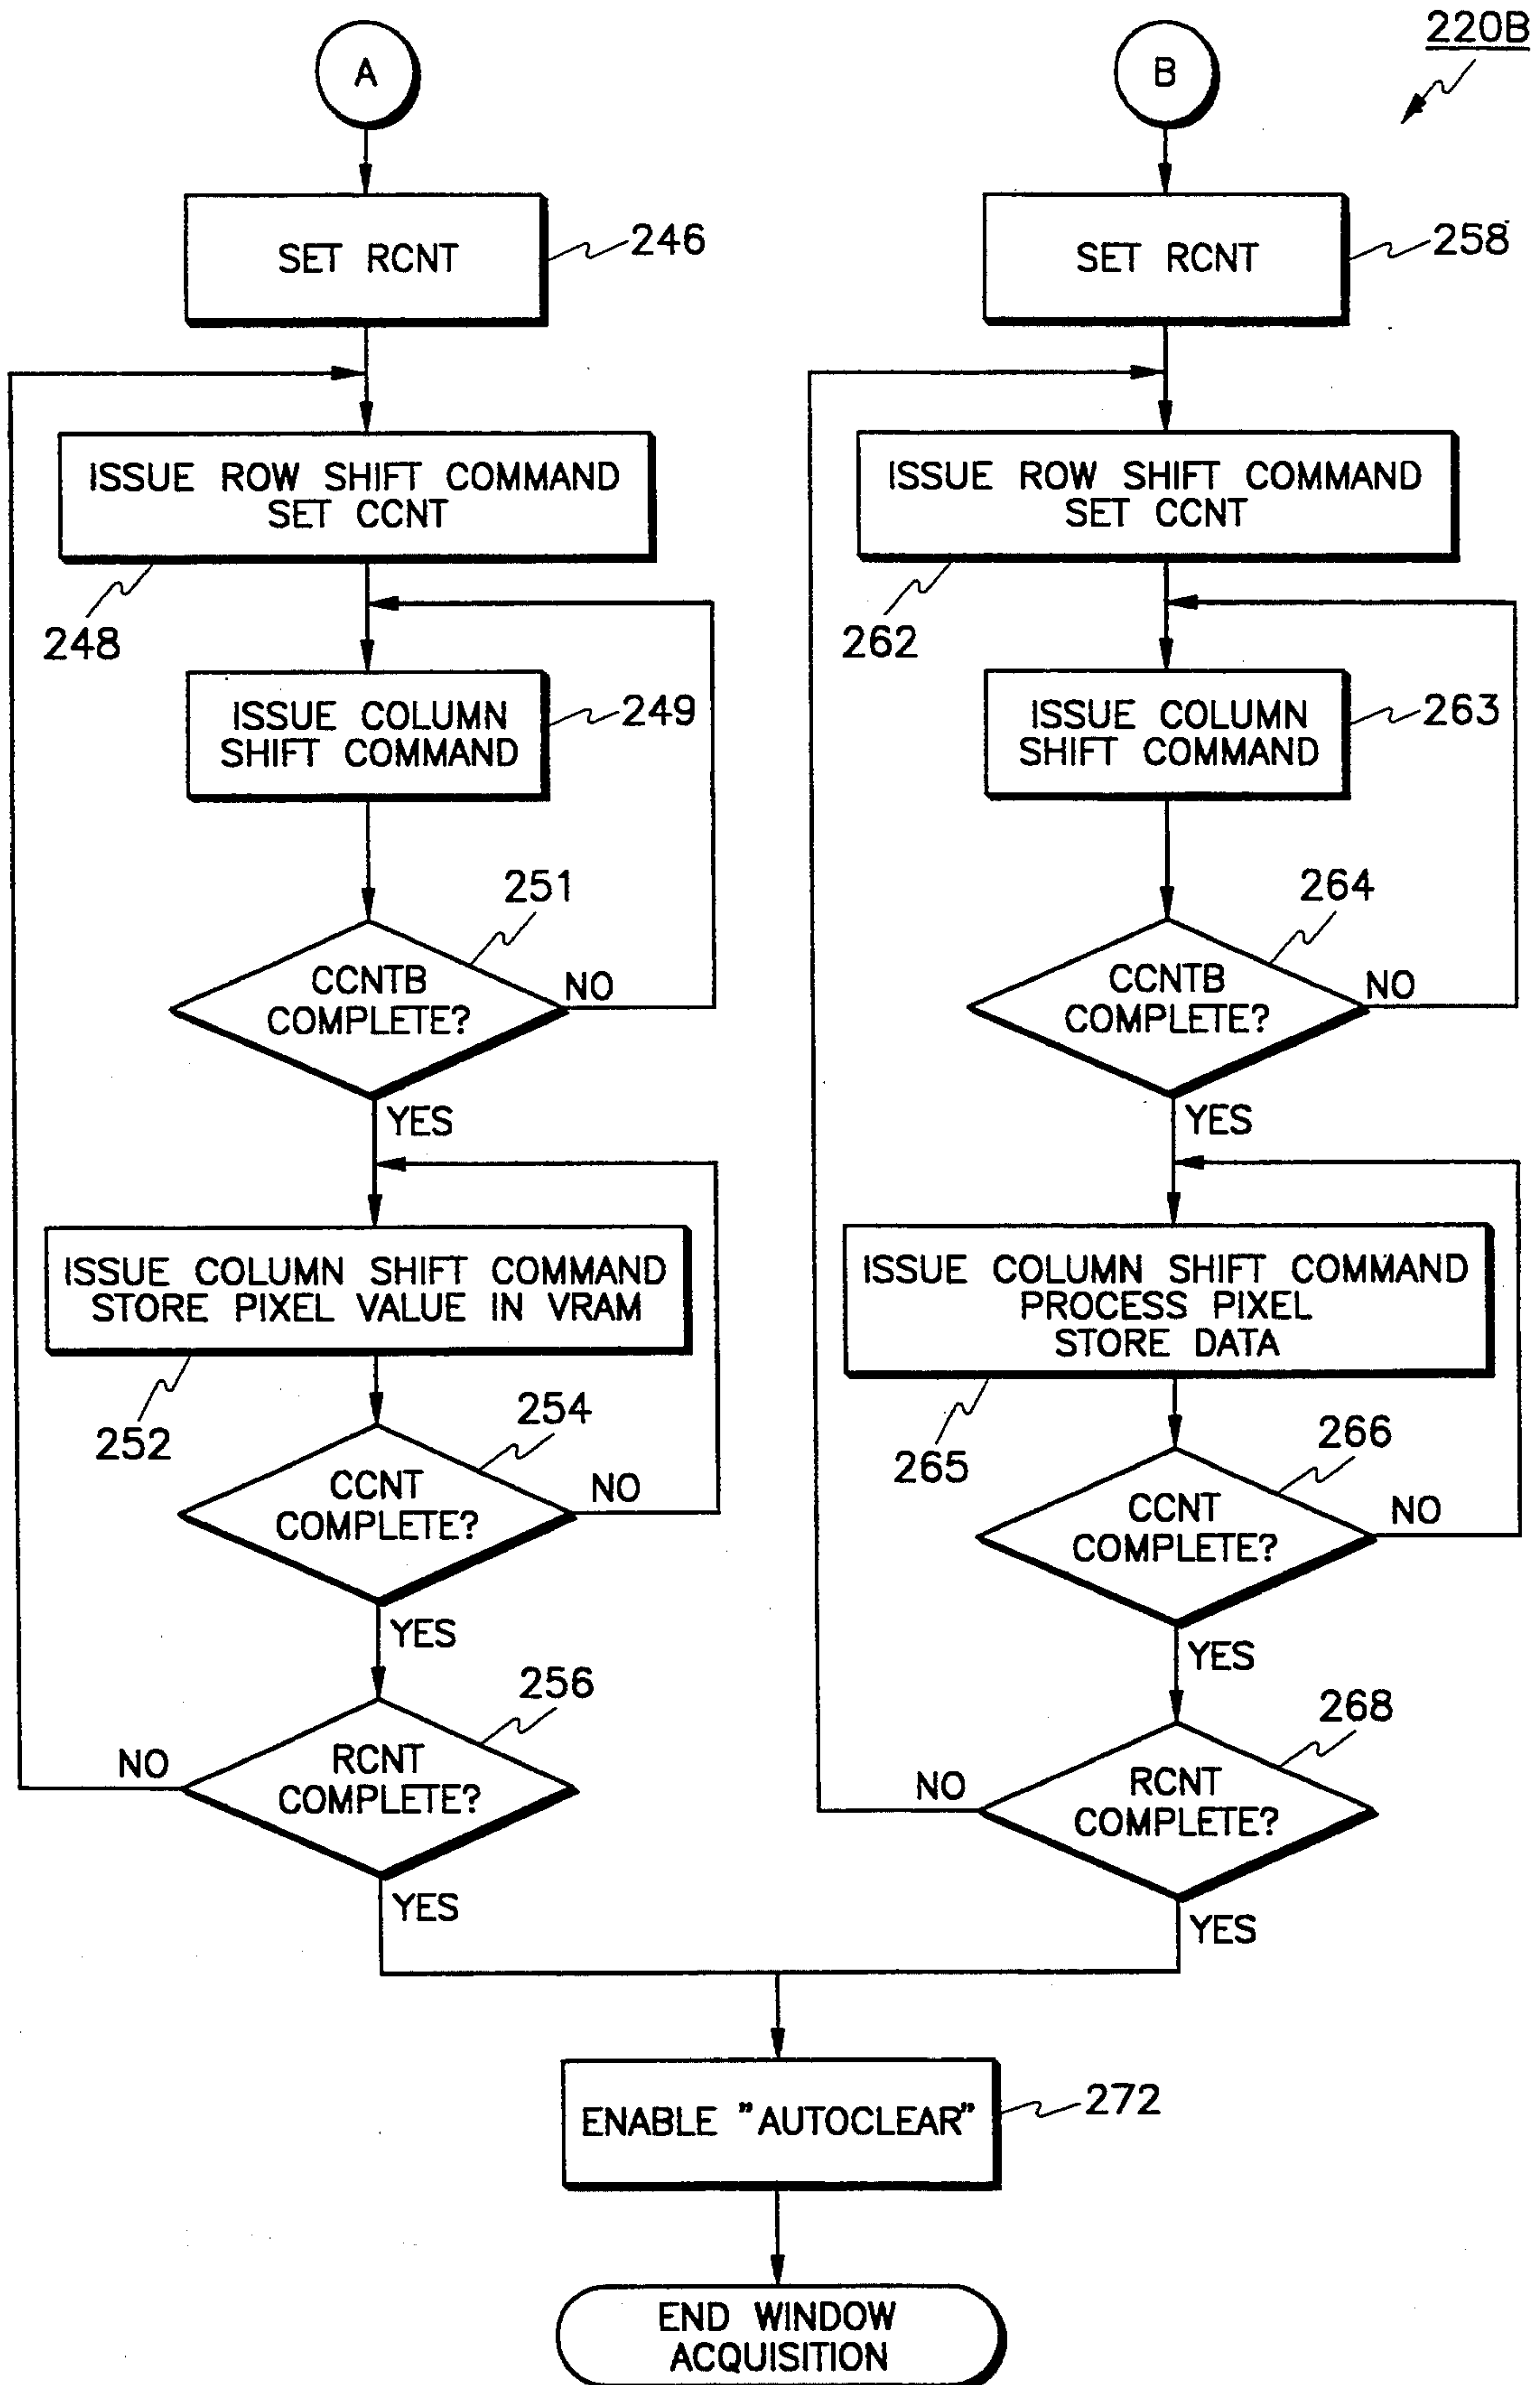 220B
A
SET RCNT
246
ISSUE ROW SHIFT COMMAND
SET CCNT
248
ISSUE COLUMN
SHIFT COMMAND
249
251
CCNTB
COMPLETE?
NO
YES
ISSUE COLUMN SHIFT COMMAND
STORE PIXEL VALUE IN VRAM
252
254
CCNT
COMPLETE?
NO
YES
256
RCNT
COMPLETE?
NO
YES
B
SET RCNT
258
ISSUE ROW SHIFT COMMAND
SET CCNT
262
ISSUE COLUMN
SHIFT COMMAND
263
264
CCNTB
COMPLETE?
NO
YES
ISSUE COLUMN SHIFT COMMAND
PROCESS PIXEL
STORE DATA
265
266
CCNT
COMPLETE?
NO
YES
268
RCNT
COMPLETE?
NO
YES
ENABLE "AUTOCLEAR"
272
END WINDOW
ACQUISITION